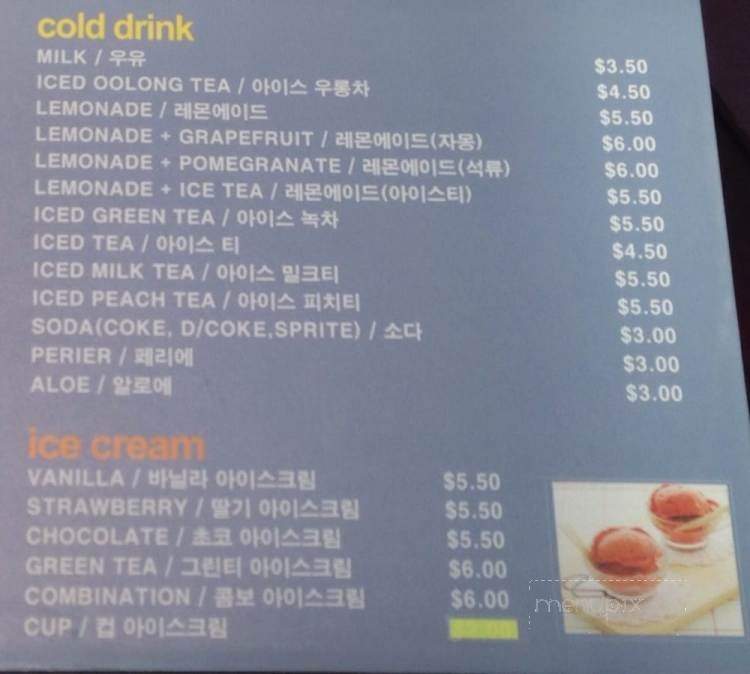 cold drink
MILK / 우유 $3.50
ICED OOLONG TEA / 아이스 우롱차 $4.50
LEMONADE / 레몬에이드 $5.50
LEMONADE + GRAPEFRUIT / 레몬에이드(자몽) $6.00
LEMONADE + POMEGRANATE / 레몬에이드(석류) $6.00
LEMONADE + ICE TEA / 레몬에이드(아이스티) $5.50
ICED GREEN TEA / 아이스 녹차 $5.50
ICED TEA / 아이스 티 $4.50
ICED MILK TEA / 아이스 밀크티 $5.50
ICED PEACH TEA / 아이스 피치티 $5.50
SODA(COKE, D/COKE,SPRITE) / 소다 $3.00
PERIER / 페리에 $3.00
ALOE / 알로에 $3.00
ice cream
VANILLA / 바닐라 아이스크림 $5.50
STRAWBERRY / 딸기 아이스크림 $5.50
CHOCOLATE / 초코 아이스크림 $5.50
GREEN TEA / 그린티 아이스크림 $6.00
COMBINATION / 콤보 아이스크림 $6.00
CUP / 컵 아이스크림
menupix